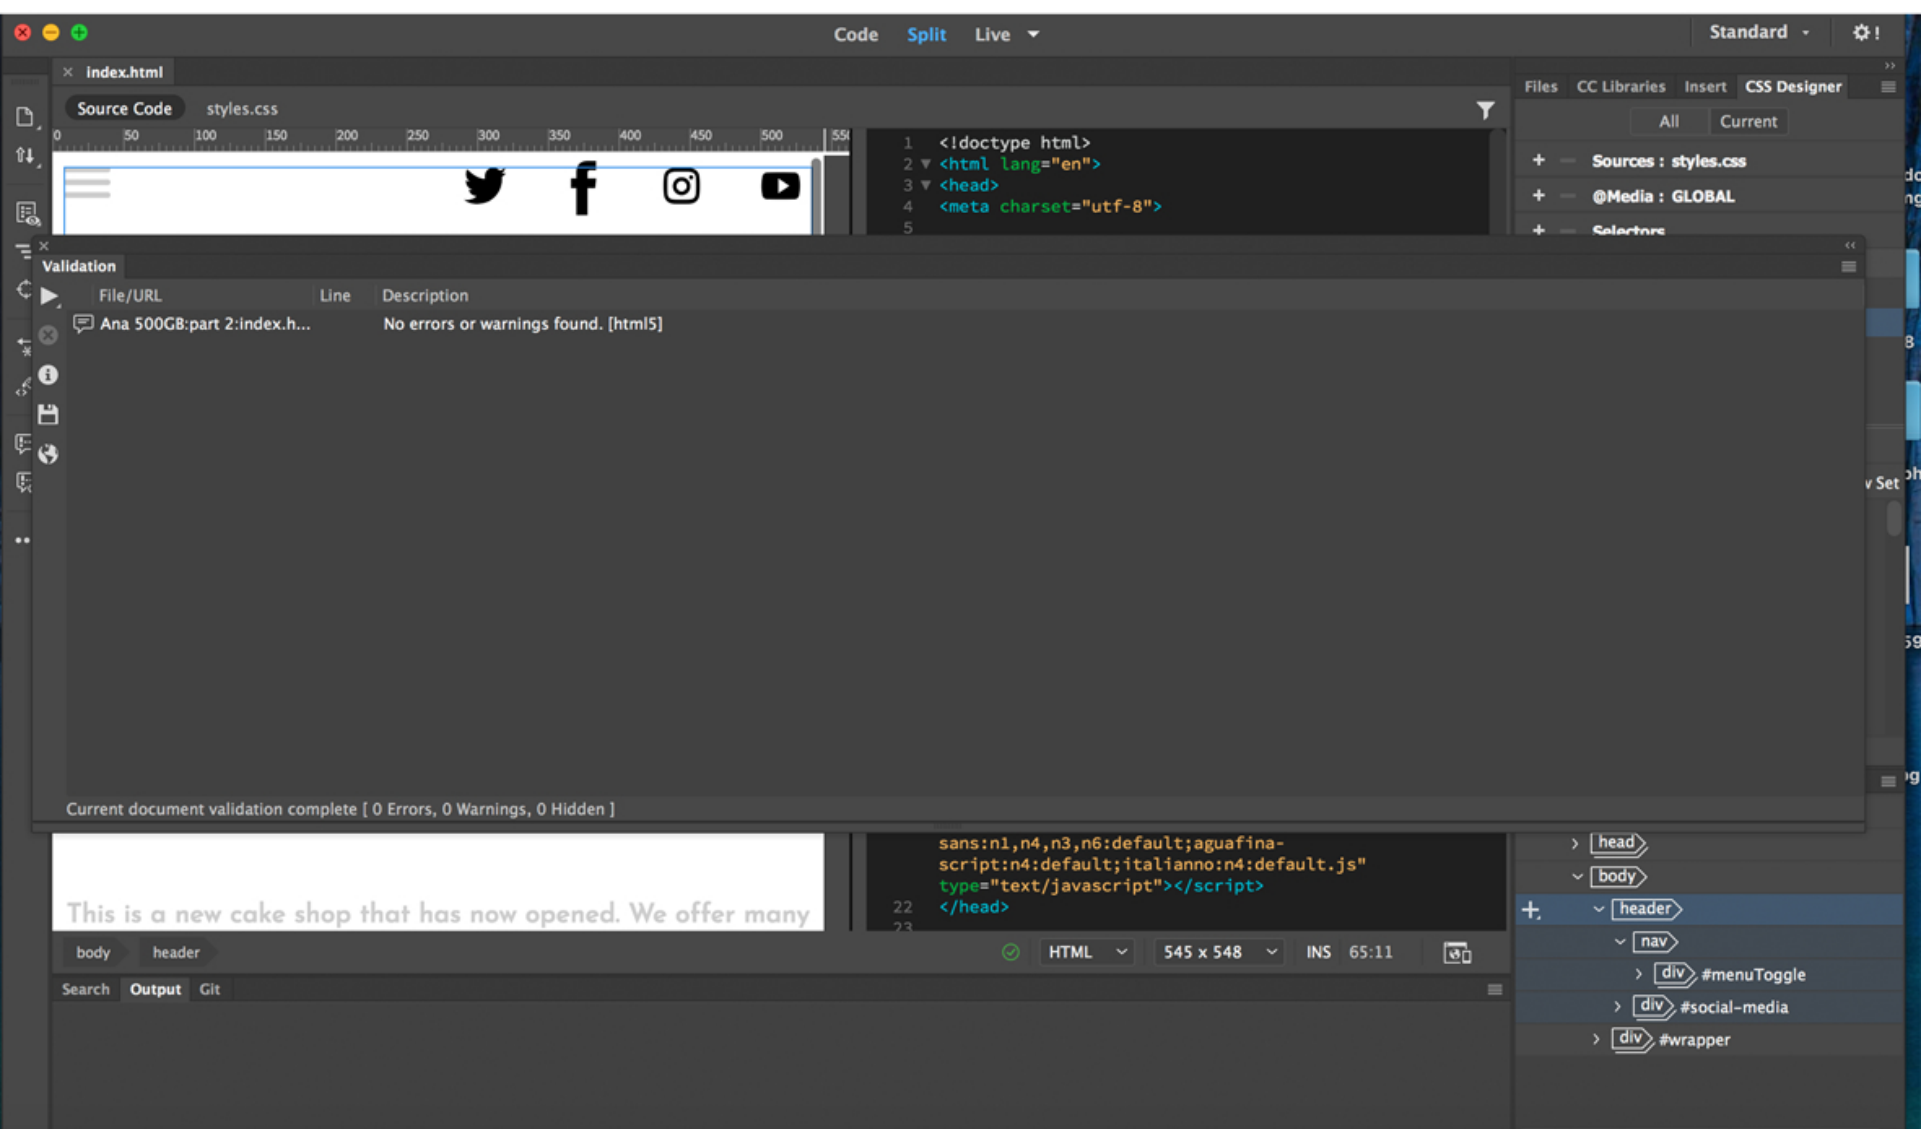 Code Split Live Standard
index.html
Source Code styles.css
0 50 100 150 200 250 300 350 400 450 500 550
Files CC Libraries Insert CSS Designer
All Current
+ Sources : styles.css
+ @Media : GLOBAL
+ Selectors
1 <!doctype html>
2 <html lang="en">
3 <head>
4 <meta charset="utf-8">
5
Validation
File/URL Line Description
Ana 500GB:part 2:index.h... No errors or warnings found. [html5]
Set
Current document validation complete [ 0 Errors, 0 Warnings, 0 Hidden ]
This is a new cake shop that has now opened. We offer many
sans:n1,n4,n3,n6:default;aguafina-
script:n4:default;italianno:n4:default.js"
type="text/javascript"></script>
22 </head>
23
body header
HTML 545 x 548 INS 65:11
Search Output Git
head
body
header
nav
div #menuToggle
div #social-media
div #wrapper